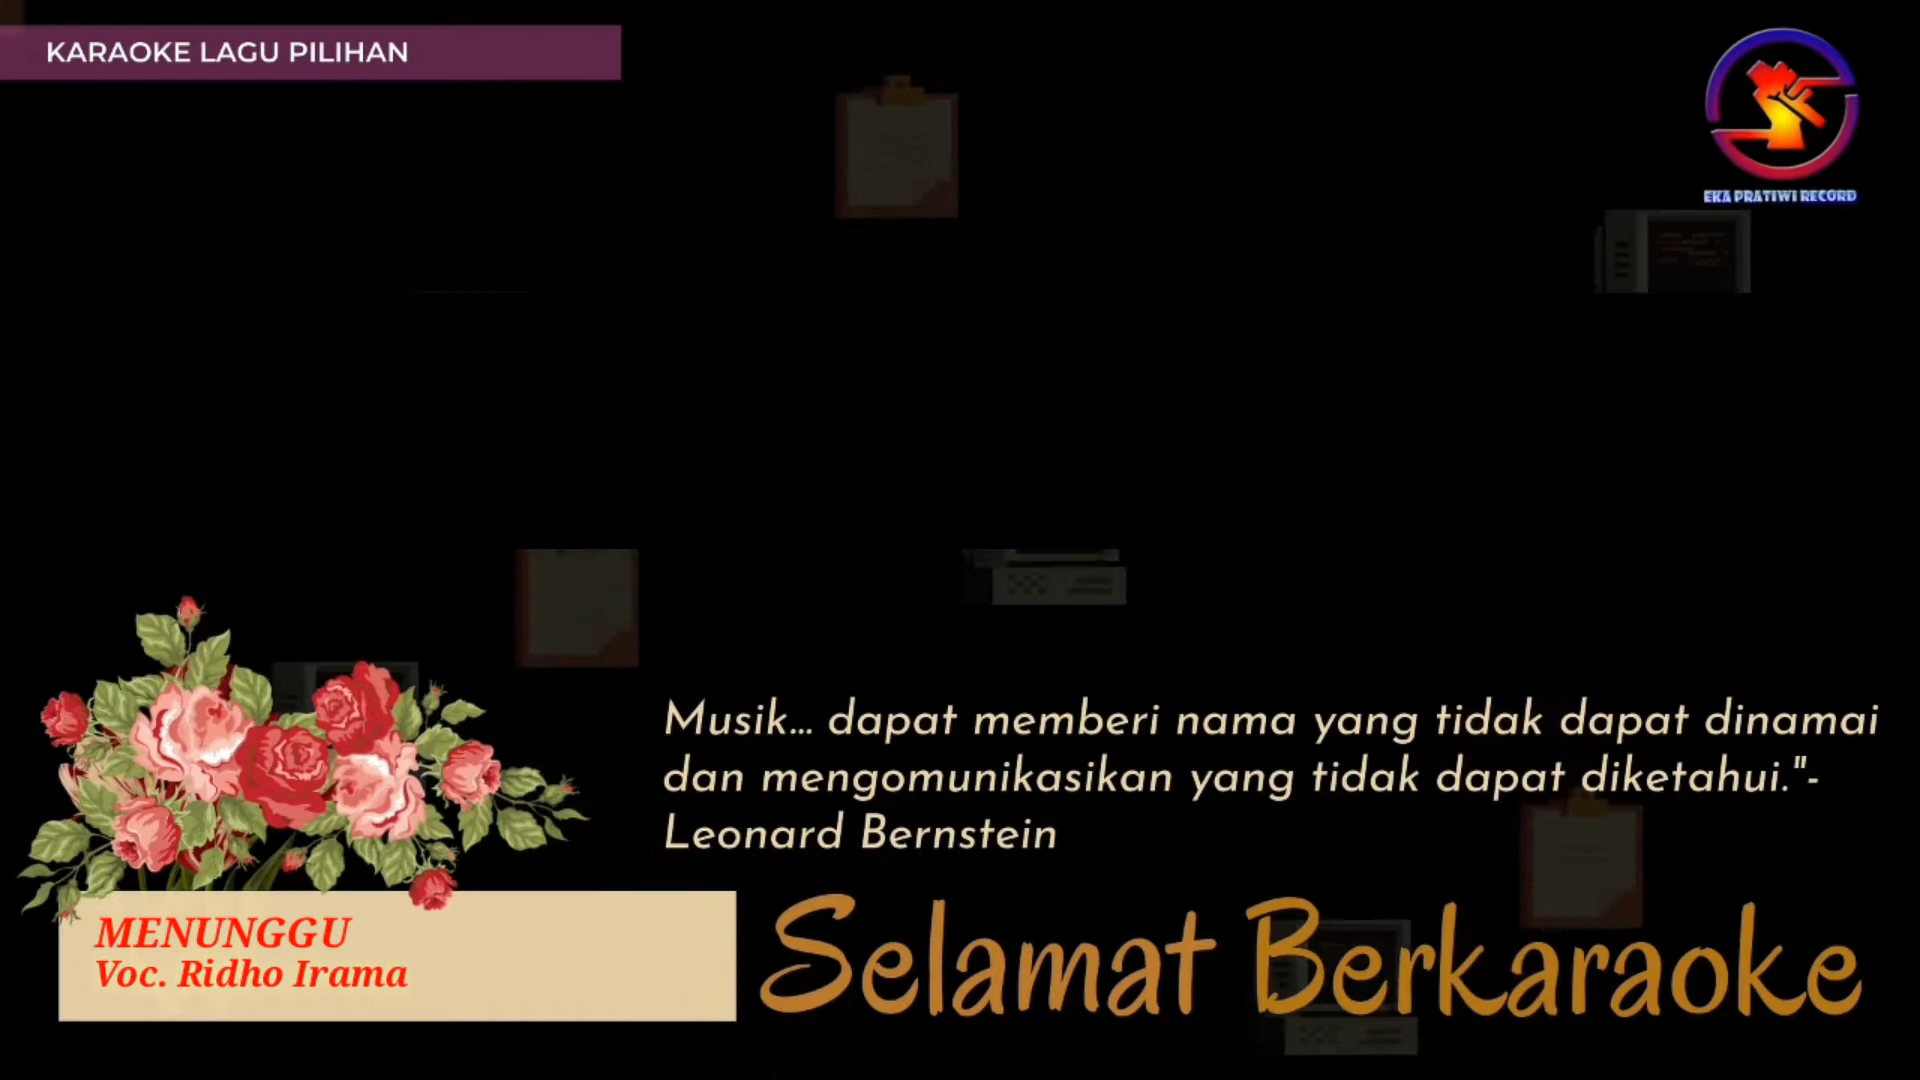 KARAOKE LAGU PILIHAN
EKA PRATIWI RECORD
Musik... dapat memberi nama yang tidak dapat dinamai
dan mengomunikasikan yang tidak dapat diketahui."-
Leonard Bernstein
MENUNGGU
Voc. Ridho Irama
Selamat Berkaraoke